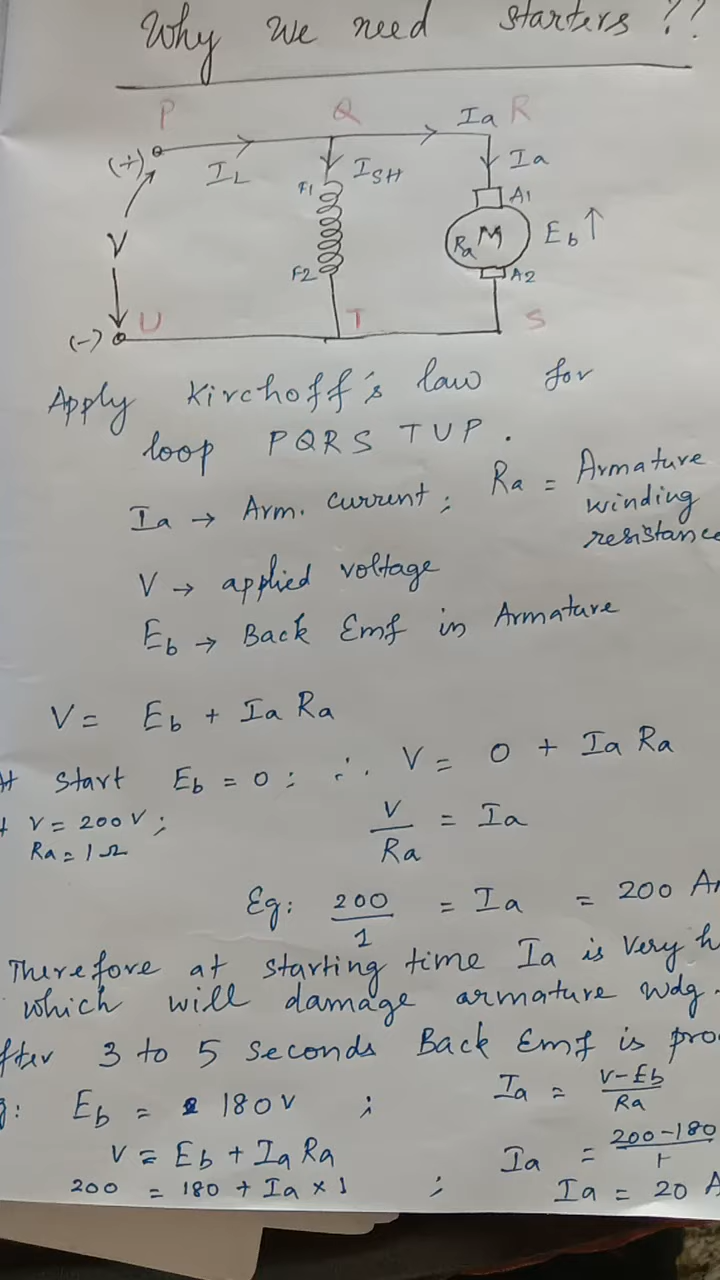 Why we need starters ??
P Q Ia R
(+) IL ISH Ia
F1 A1
V Ra M Eb↑
F2 A2
U T S
(-)
Apply Kirchoff's law for
loop PQRS TUP.
Ia → Arm. current; Ra = Armature
winding
resistance
V → applied voltage
Eb → Back Emf in Armature
V = Eb + Ia Ra
At start Eb = 0: ∴ V = 0 + Ia Ra
V = 200 V;
Ra = 1 Ω
V/Ra = Ia
Eg: 200/1 = Ia = 200 A
Therefore at starting time Ia is very
which will damage armature wdg.
After 3 to 5 seconds Back Emf is
Eb = 180 V ; Ia = V-Eb/Ra
V = Eb + Ia Ra Ia = 200-180/1
200 = 180 + Ia × 1 ; Ia = 20 A